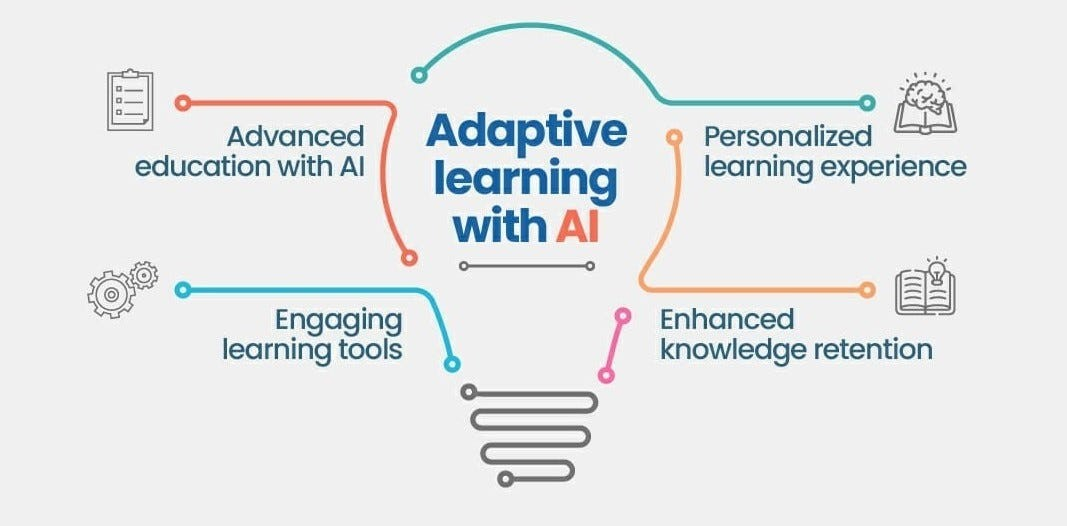 Adaptive
learning
with AI
Advanced
education with AI
Personalized
learning experience
Engaging
learning tools
Enhanced
knowledge retention